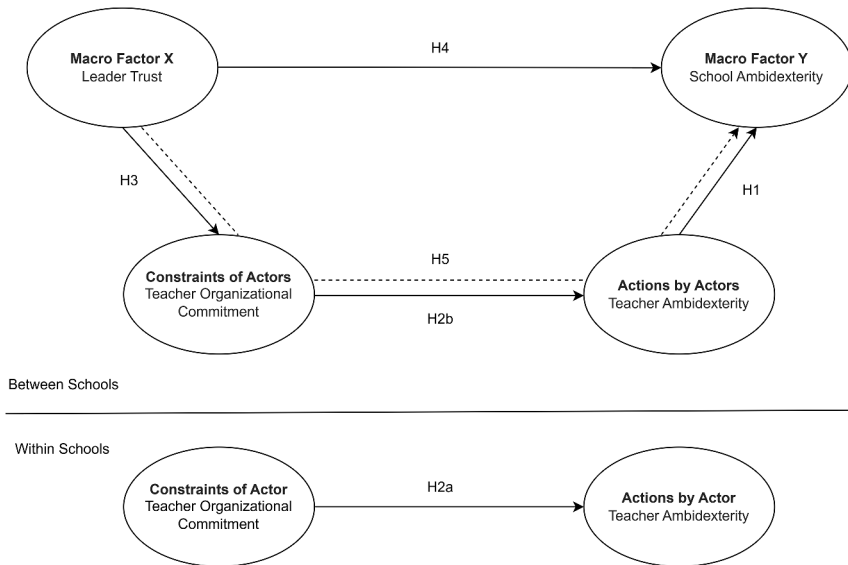 Macro Factor X
Leader Trust
H4
Macro Factor Y
School Ambidexterity
H3
H1
Constraints of Actors
Teacher Organizational
Commitment
H5
H2b
Actions by Actors
Teacher Ambidexterity
Between Schools
Within Schools
Constraints of Actor
Teacher Organizational
Commitment
H2a
Actions by Actor
Teacher Ambidexterity